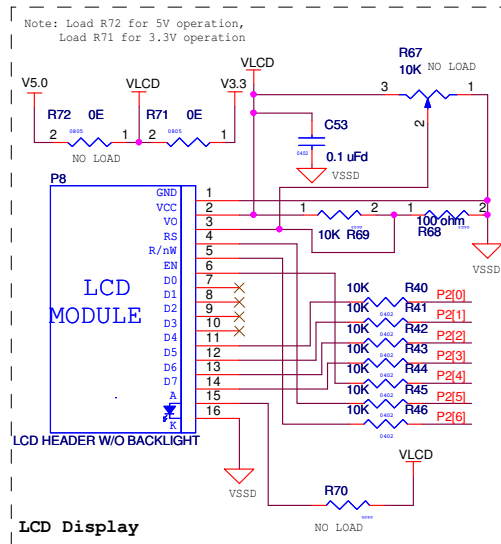 Note: Load R72 for 5V operation,
Load R71 for 3.3V operation
V5.0 VLCD V3.3 VLCD
R67
10K NO LOAD
3 1
2
R72 0E R71 0E
0805 0805
2 1 2 1
NO LOAD
C53
0402
0.1 uFd
VSSD
P8
GND 1
VCC 2
VO 3
RS 4
R/nW 5
EN 6
D0 7
D1 8
D2 9
D3 10
D4 11
D5 12
D6 13
D7 14
A 15
K 16
LCD
MODULE
LCD HEADER W/O BACKLIGHT
1 2 1 2
10K R69 100 ohm R68
VSSD
10K R40 P2[0]
10K R41 P2[1]
10K R42 P2[2]
10K R43 P2[3]
10K R44 P2[4]
10K R45 P2[5]
10K R46 P2[6]
0402
VSSD
VLCD
R70
NO LOAD
LCD Display